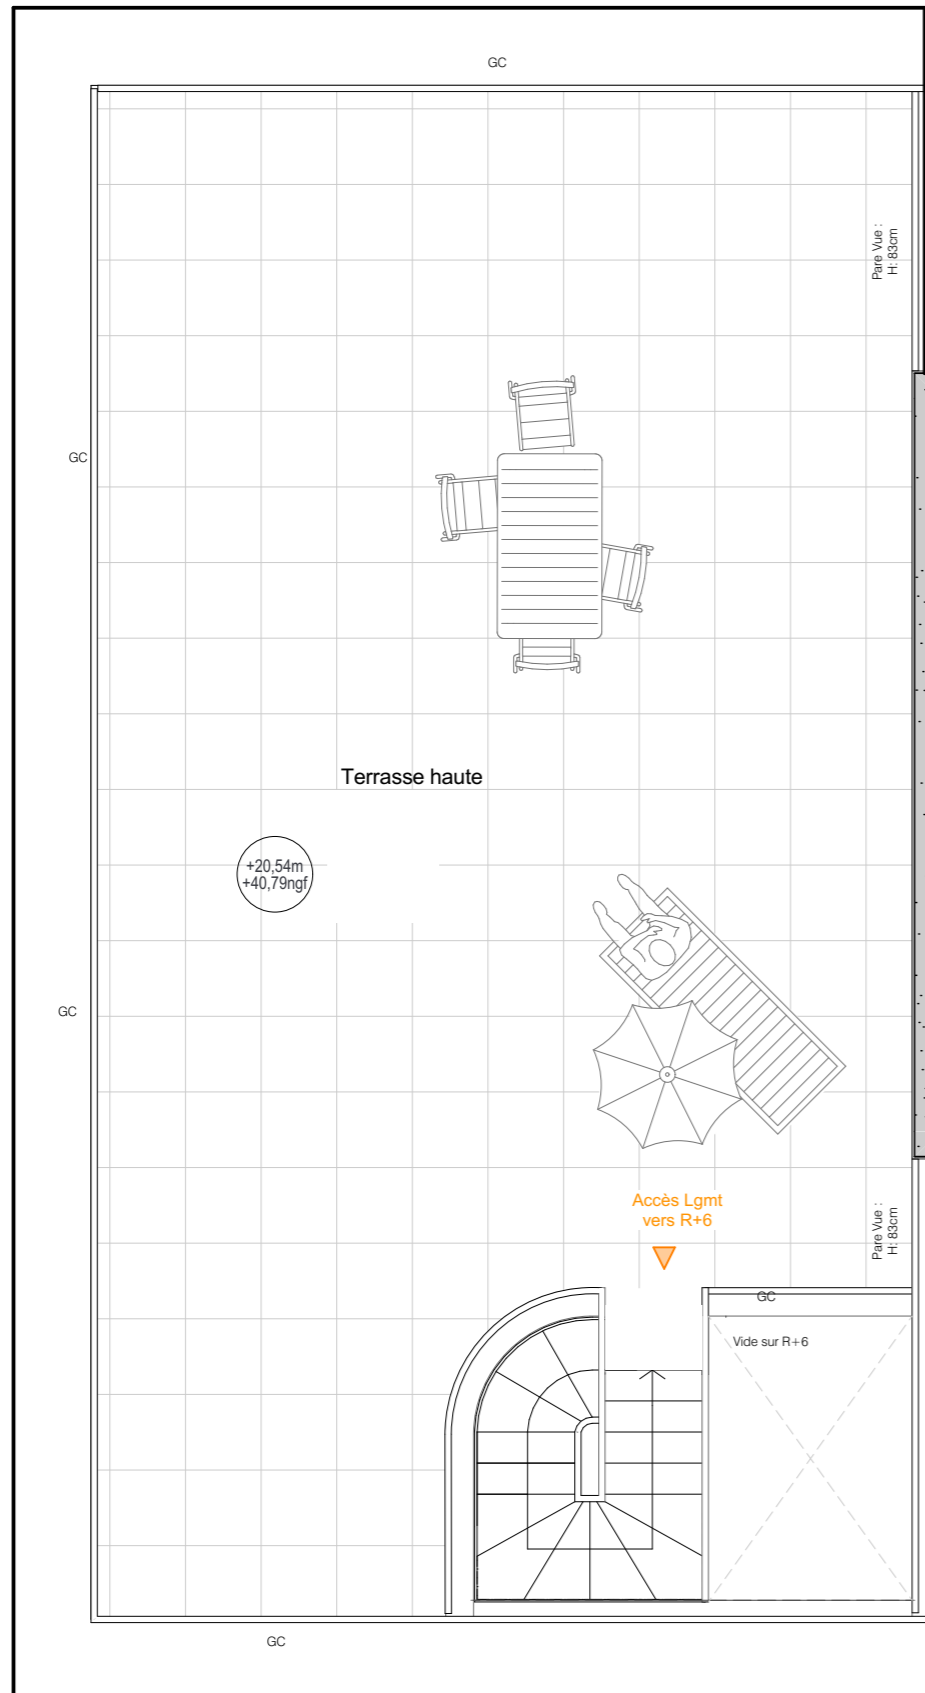 GC
Pare Vue :
H: 83cm
GC
Terrasse haute
+20,54m
+40,79ngf
GC
Accès Lgmt
vers R+6
Pare Vue :
H: 83cm
GC
Vide sur R+6
GC